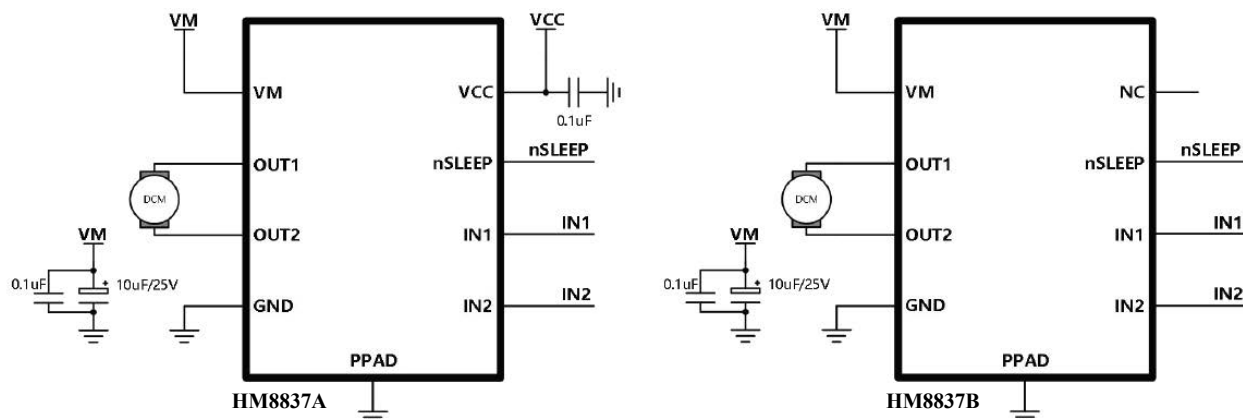 VM
VCC
VM
VCC
0.1uF
OUT1
nSLEEP
nSLEEP
DCM
OUT2
IN1
IN1
VM
0.1uF
+
10uF/25V
GND
IN2
IN2
PPAD
HM8837A
VM
VM
NC
OUT1
nSLEEP
nSLEEP
DCM
OUT2
IN1
IN1
VM
0.1uF
+
10uF/25V
GND
IN2
IN2
PPAD
HM8837B